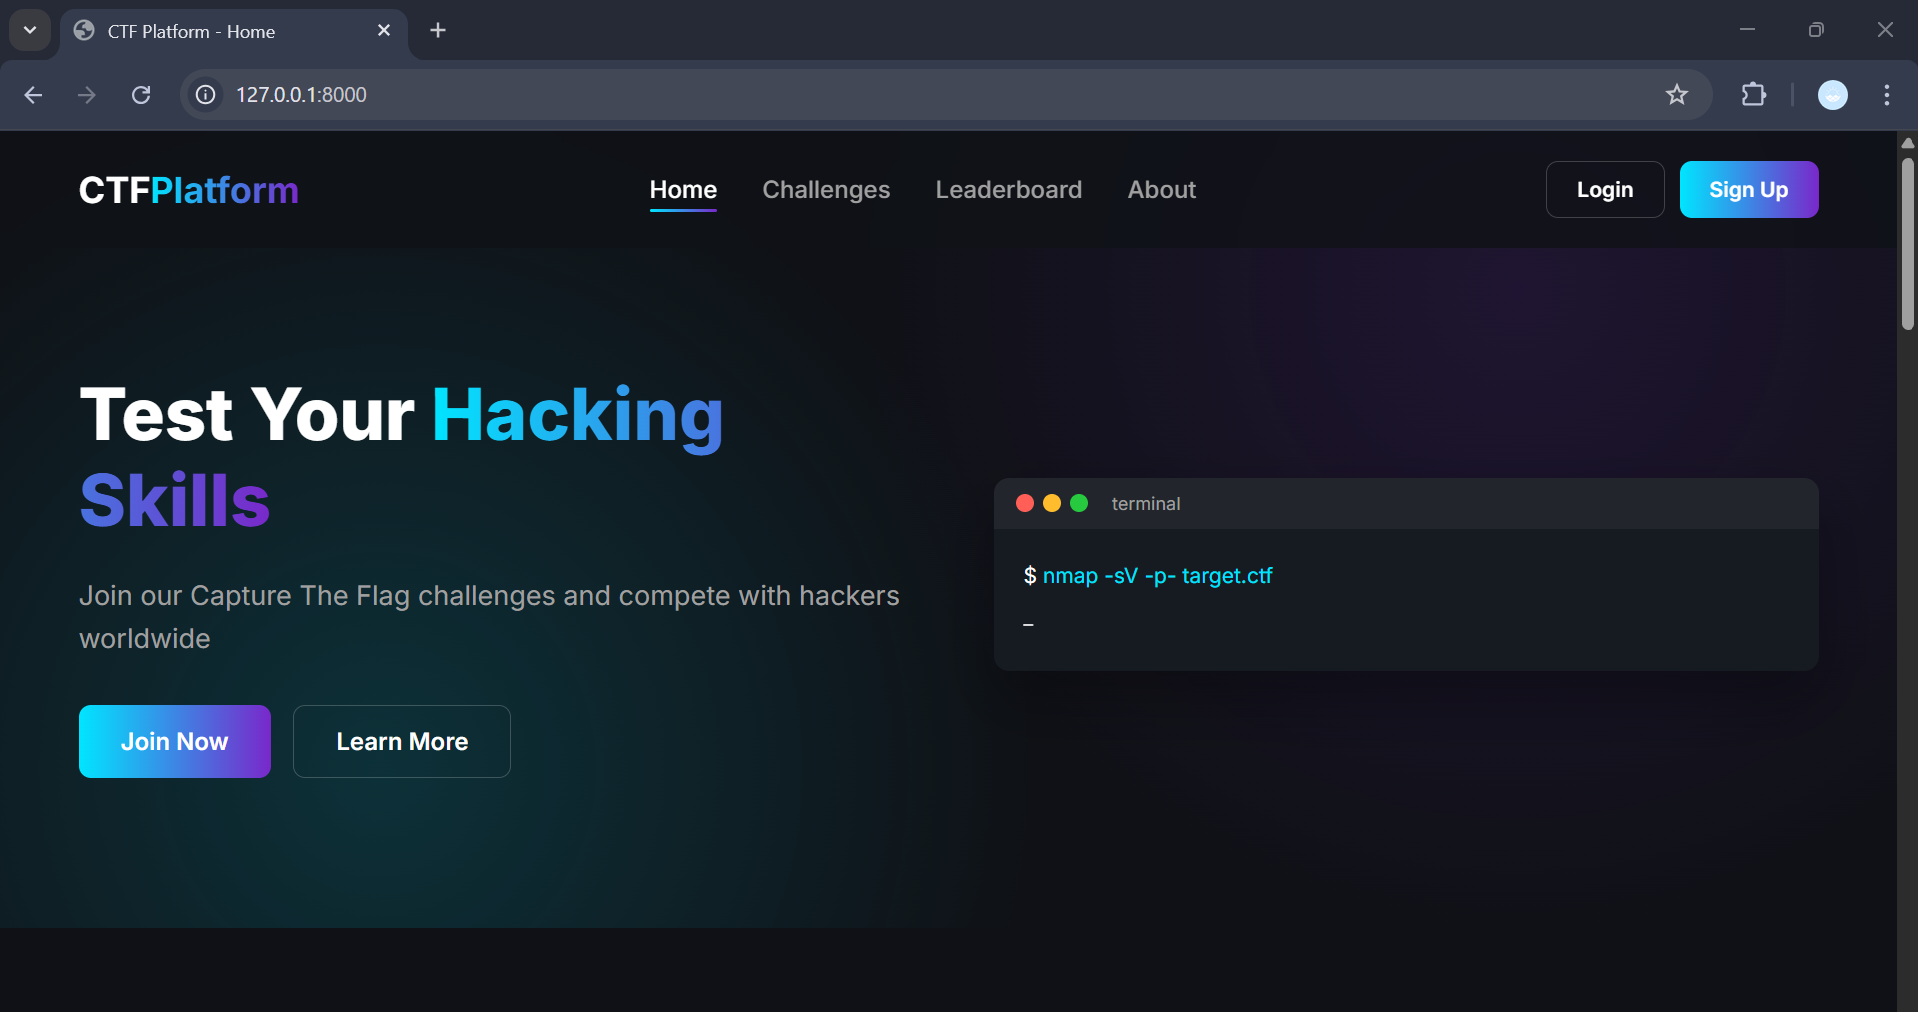 CTF Platform - Home
127.0.0.1:8000
CTFPlatform
Home
Challenges
Leaderboard
About
Login
Sign Up
Test Your Hacking
Skills
Join our Capture The Flag challenges and compete with hackers
worldwide
Join Now
Learn More
terminal
$ nmap -sV -p- target.ctf
_